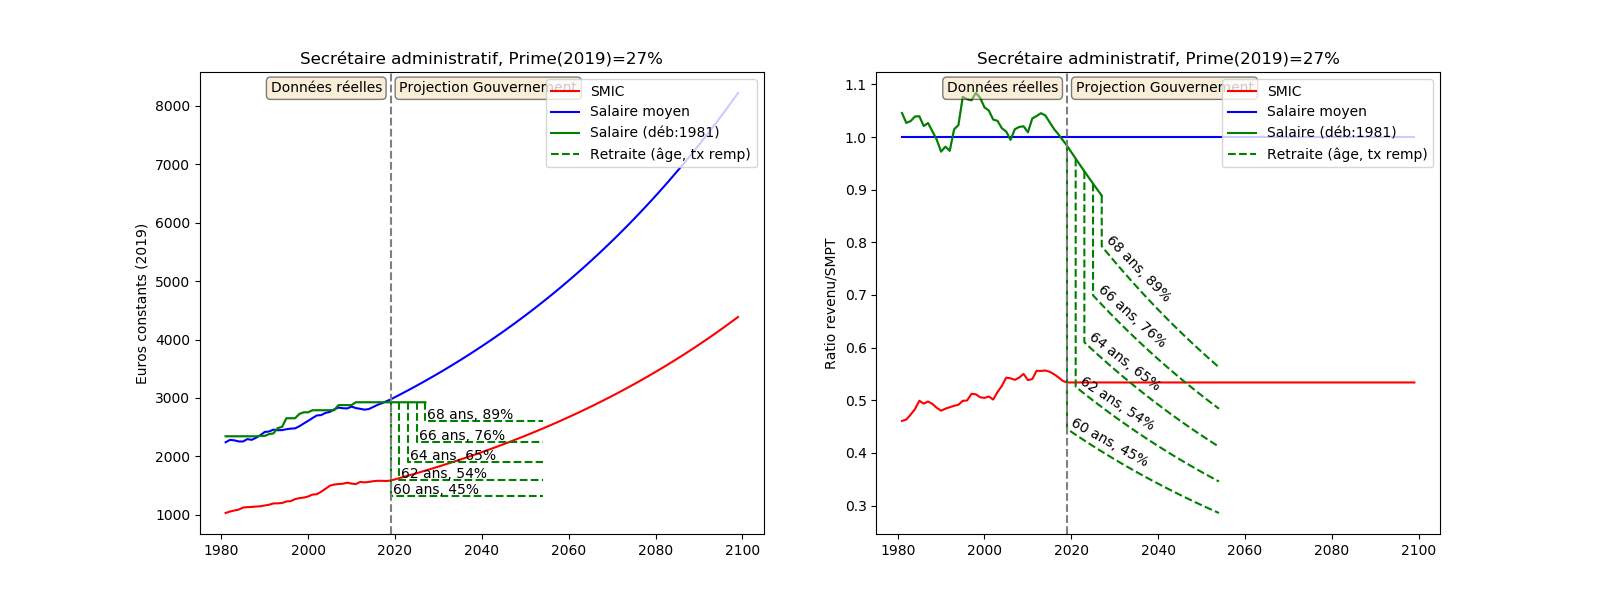 Secrétaire administratif, Prime(2019)=27%
Données réelles
Projection Gouvernement
SMIC
Salaire moyen
Salaire (déb:1981)
Retraite (âge, tx remp)
Euros constants (2019)
8000
7000
6000
5000
4000
3000
2000
1000
68 ans, 89%
66 ans, 76%
64 ans, 65%
62 ans, 54%
60 ans, 45%
1980 2000 2020 2040 2060 2080 2100
Secrétaire administratif, Prime(2019)=27%
Données réelles
Projection Gouvernement
SMIC
Salaire moyen
Salaire (déb:1981)
Retraite (âge, tx remp)
Ratio revenu/SMPT
1.1
1.0
0.9
0.8
0.7
0.6
0.5
0.4
0.3
68 ans, 89%
66 ans, 76%
64 ans, 65%
62 ans, 54%
60 ans, 45%
1980 2000 2020 2040 2060 2080 2100